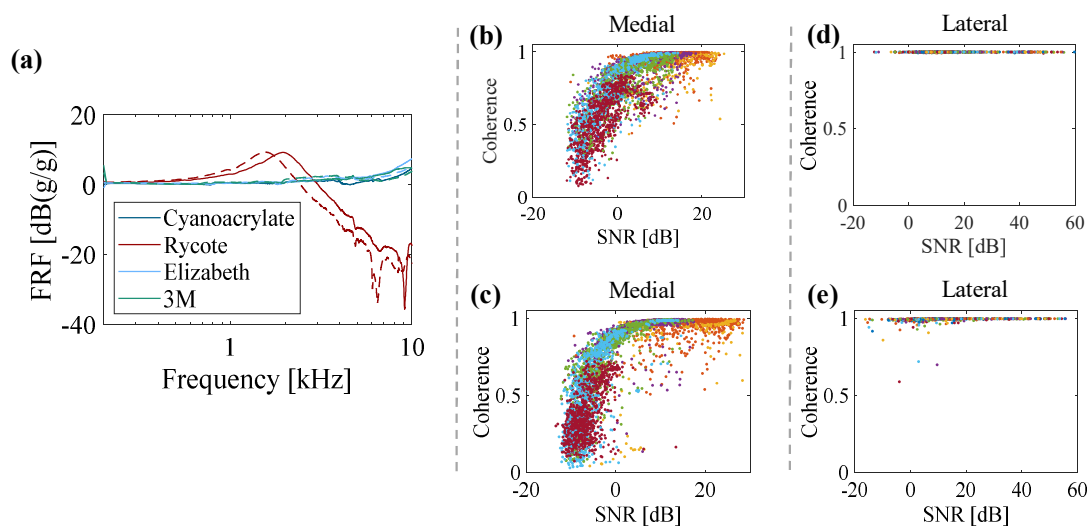 (a)
20
0
-20
-40
FRF [dB(g/g)]
Cyanoacrylate
Rycote
Elizabeth
3M
1
10
Frequency [kHz]
(b)
Medial
1
0.5
0
Coherence
-20
0
20
SNR [dB]
(c)
Medial
1
0.5
0
Coherence
-20
0
20
SNR [dB]
(d)
Lateral
1
0.5
0
Coherence
-20
0
20
40
60
SNR [dB]
(e)
Lateral
1
0.5
0
Coherence
-20
0
20
40
60
SNR [dB]